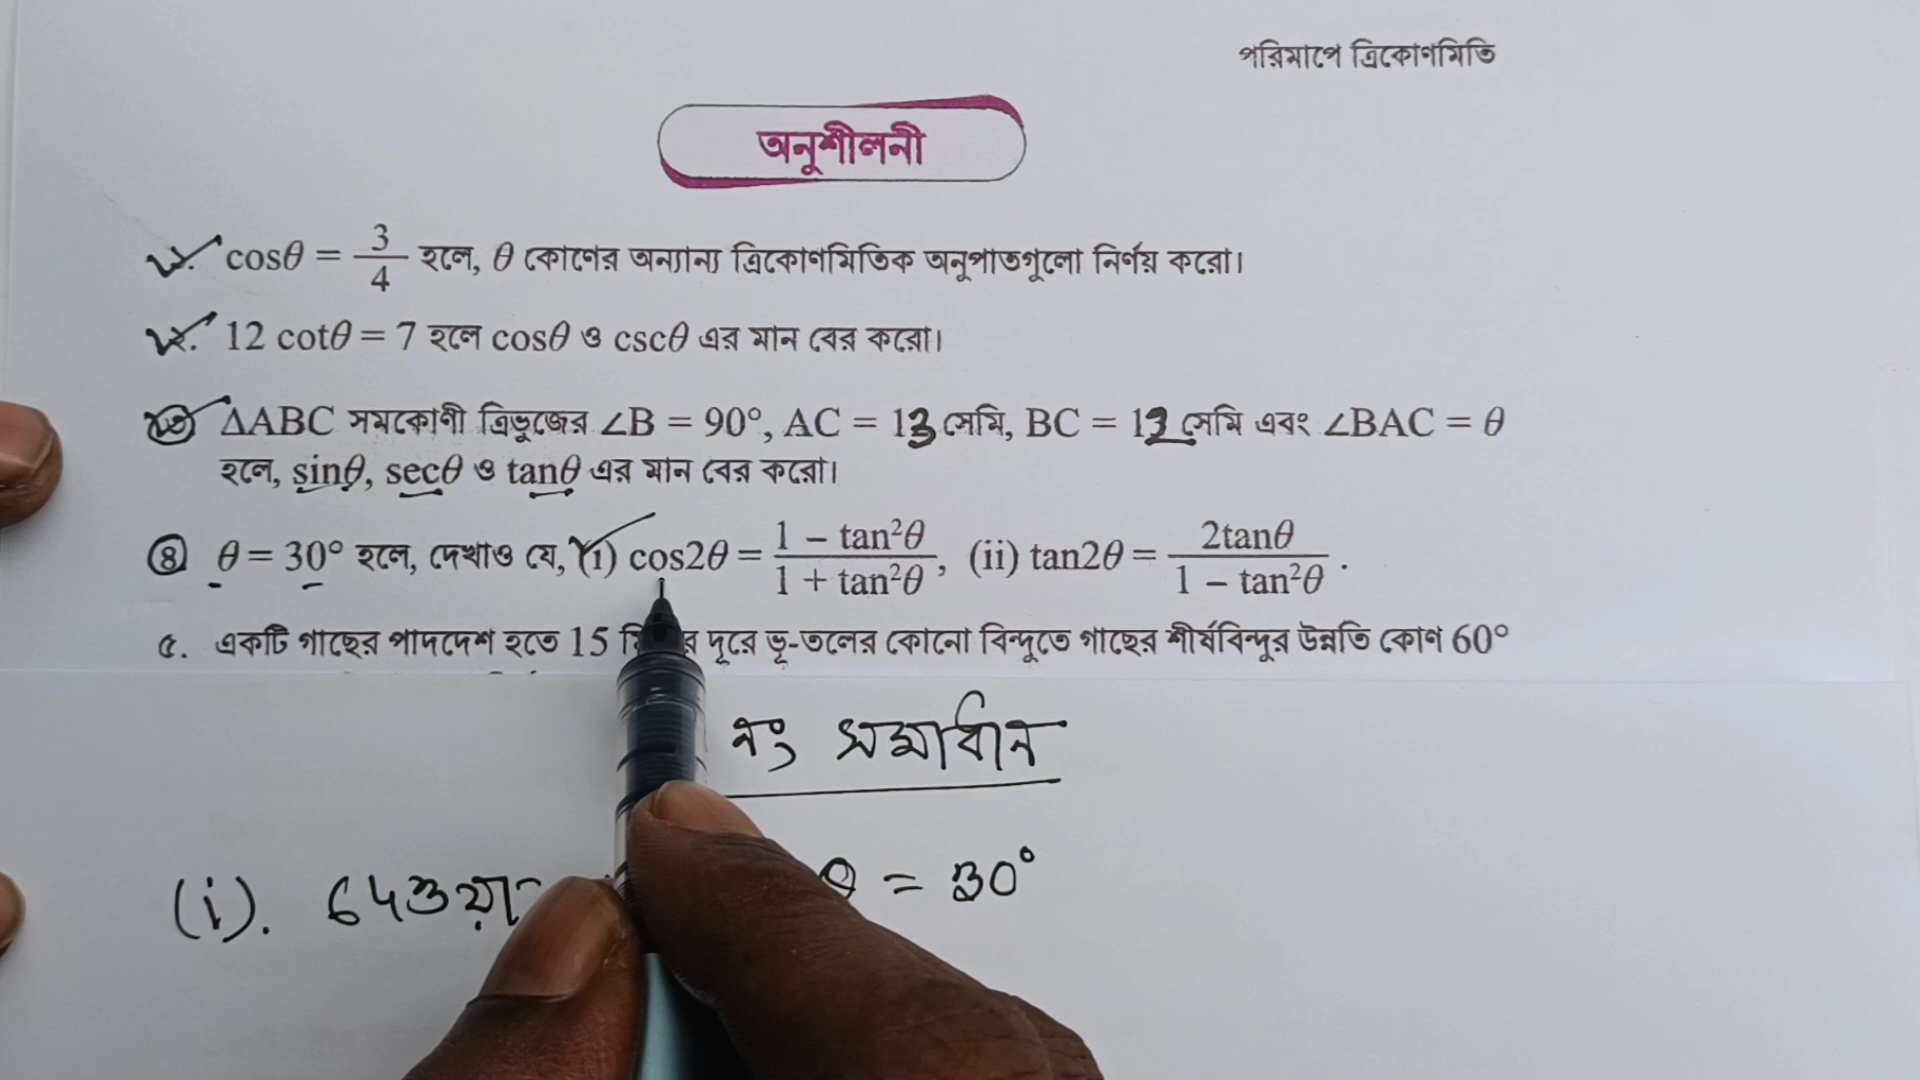 পরিমাপে ত্রিকোণমিতি
অনুশীলনী
১. cosθ = 3/4 হলে, θ কোণের অন্যান্য ত্রিকোণমিতিক অনুপাতগুলো নির্ণয় করো।
২. 12 cotθ = 7 হলে cosθ ও cscθ এর মান বের করো।
৩. ΔABC সমকোণী ত্রিভুজের ∠B = 90°, AC = 13 সেমি, BC = 12 সেমি এবং ∠BAC = θ
হলে, sinθ, secθ ও tanθ এর মান বের করো।
৪. θ = 30° হলে, দেখাও যে, (i) cos2θ = (1 − tan²θ)/(1 + tan²θ), (ii) tan2θ = 2tanθ/(1 − tan²θ).
৫. একটি গাছের পাদদেশ হতে 15 দূরে ভূ-তলের কোনো বিন্দুতে গাছের শীর্ষবিন্দুর উন্নতি কোণ 60°
নং সমাধান
(i). দেওয়া θ = 30°